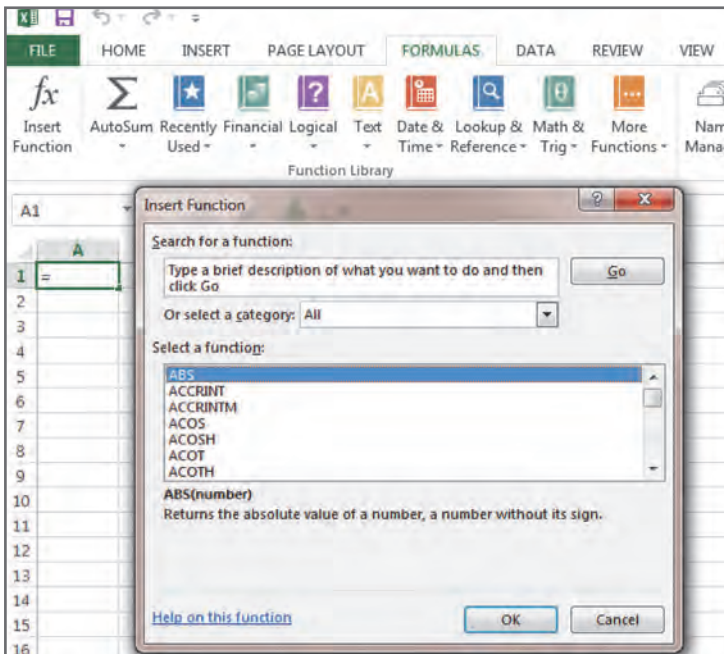 FILE HOME INSERT PAGE LAYOUT FORMULAS DATA REVIEW VIEW
fx Σ ? A θ
Insert AutoSum Recently Financial Logical Text Date & Lookup & Math & More
Function Used Time Reference Trig Functions
Function Library
A1
Insert Function
Search for a function:
Type a brief description of what you want to do and then
click Go
Go
Or select a category: All
Select a function:
ABS
ACCRINT
ACCRINTM
ACOS
ACOSH
ACOT
ACOTH
ABS(number)
Returns the absolute value of a number, a number without its sign.
Help on this function
OK Cancel
A
1 =
2
3
4
5
6
7
8
9
10
11
12
13
14
15
16